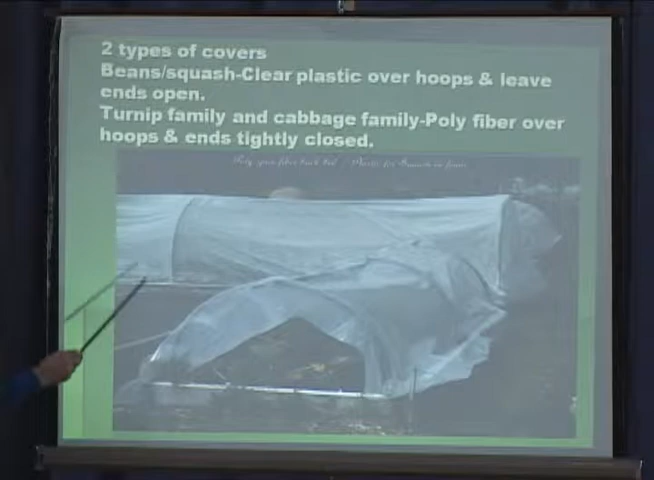 2 types of covers
Beans/squash-Clear plastic over hoops & leave
ends open.
Turnip family and cabbage family-Poly fiber over
hoops & ends tightly closed.